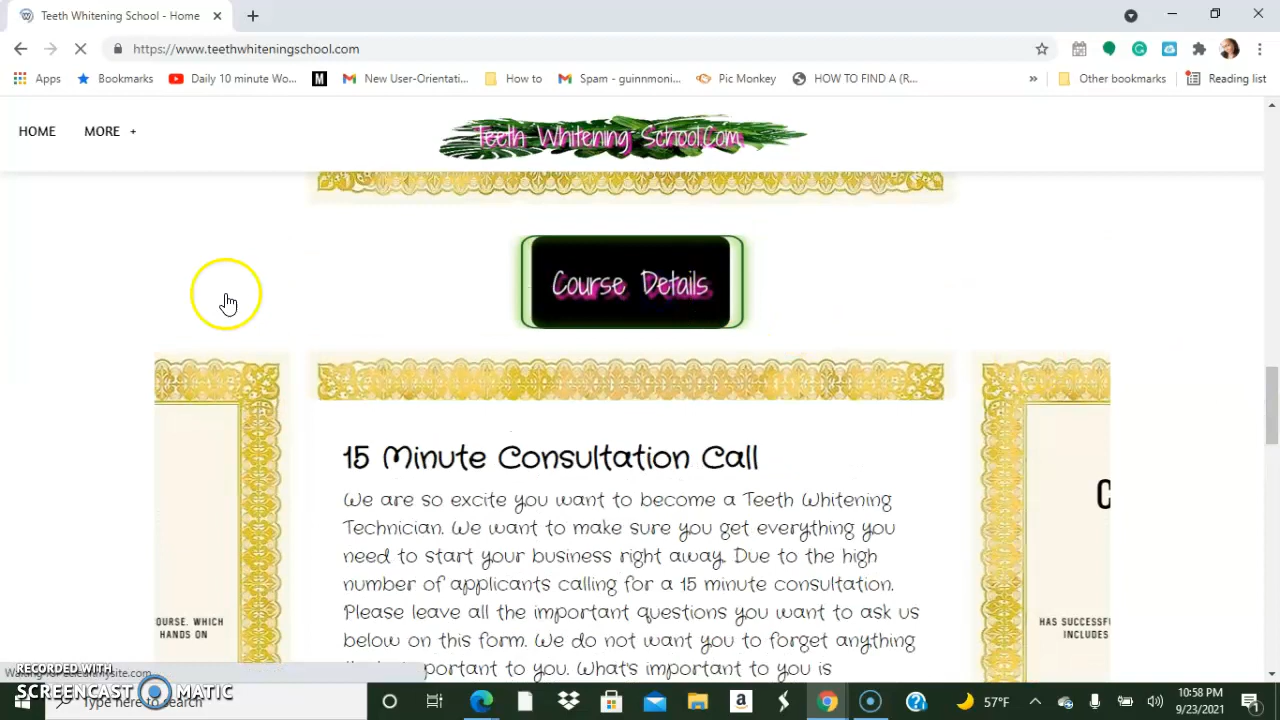 Teeth Whitening School - Home
https://www.teethwhiteningschool.com
Apps Bookmarks Daily 10 minute Wo... M New User-Orientati... How to Spam - guinnmoni... Pic Monkey HOW TO FIND A (R... » Other bookmarks Reading list
HOME MORE +
Teeth Whitening School.Com
Course Details
15 Minute Consultation Call
We are so excite you want to become a Teeth Whitening
Technician. We want to make sure you get everything you
need to start your business right away. Due to the high
number of applicants calling for a 15 minute consultation.
Please leave all the important questions you want to ask us
below on this form. We do not want you to forget anything
important to you. What's important to you is
OURSE. WHICH
HANDS ON
C
HAS SUCCESSF
INCLUDES
RECORDED WITH
SCREENCAST MATIC
Type here to search
57°F
10:58 PM
9/23/2021